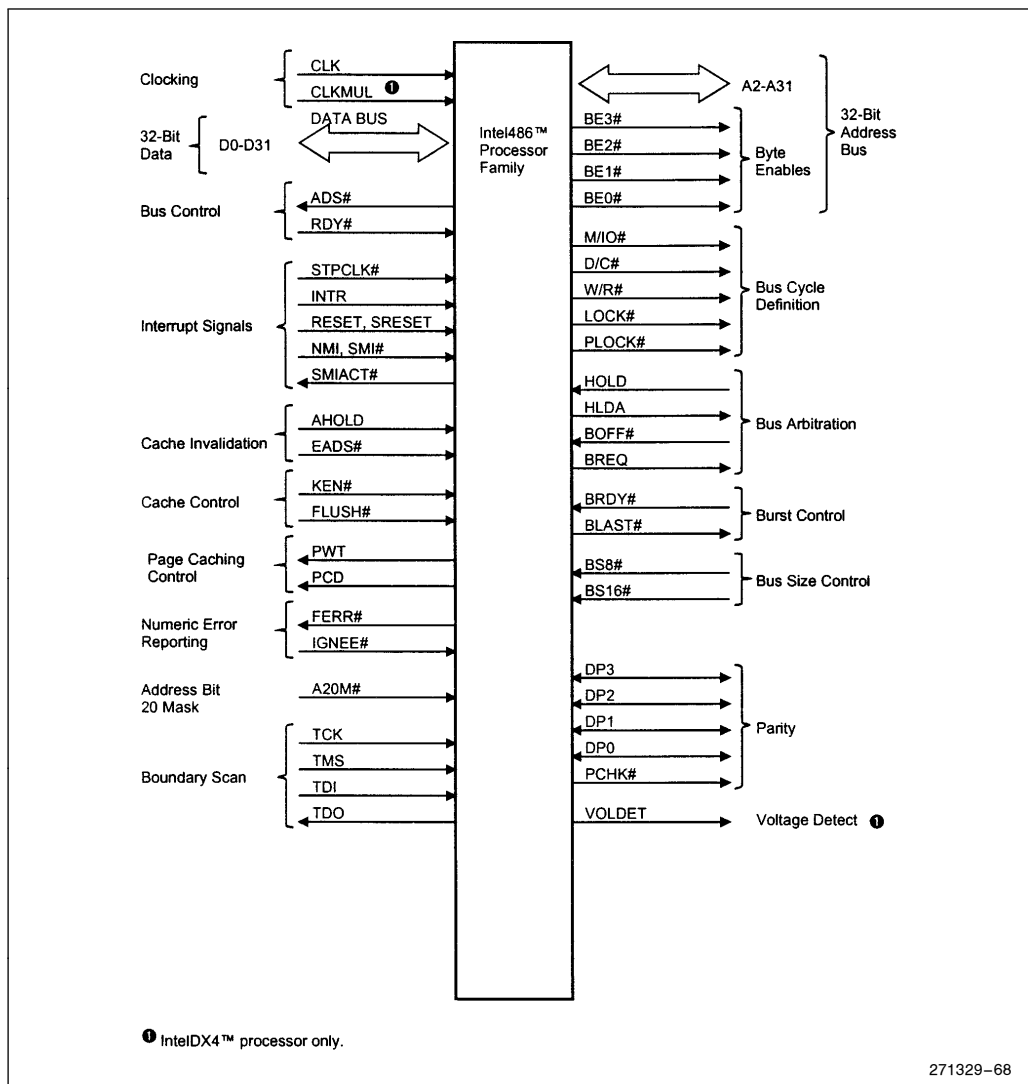 Clocking
CLK
CLKMUL ❶
32-Bit
Data
D0-D31
DATA BUS
Bus Control
ADS#
RDY#
Interrupt Signals
STPCLK#
INTR
RESET, SRESET
NMI, SMI#
SMIACT#
Cache Invalidation
AHOLD
EADS#
Cache Control
KEN#
FLUSH#
Page Caching
Control
PWT
PCD
Numeric Error
Reporting
FERR#
IGNEE#
Address Bit
20 Mask
A20M#
Boundary Scan
TCK
TMS
TDI
TDO
Intel486™
Processor
Family
A2-A31
32-Bit
Address
Bus
BE3#
BE2#
BE1#
BE0#
Byte
Enables
M/IO#
D/C#
W/R#
LOCK#
PLOCK#
Bus Cycle
Definition
HOLD
HLDA
BOFF#
BREQ
Bus Arbitration
BRDY#
BLAST#
Burst Control
BS8#
BS16#
Bus Size Control
DP3
DP2
DP1
DP0
PCHK#
Parity
VOLDET
Voltage Detect ❶
❶ IntelDX4™ processor only.
271329–68